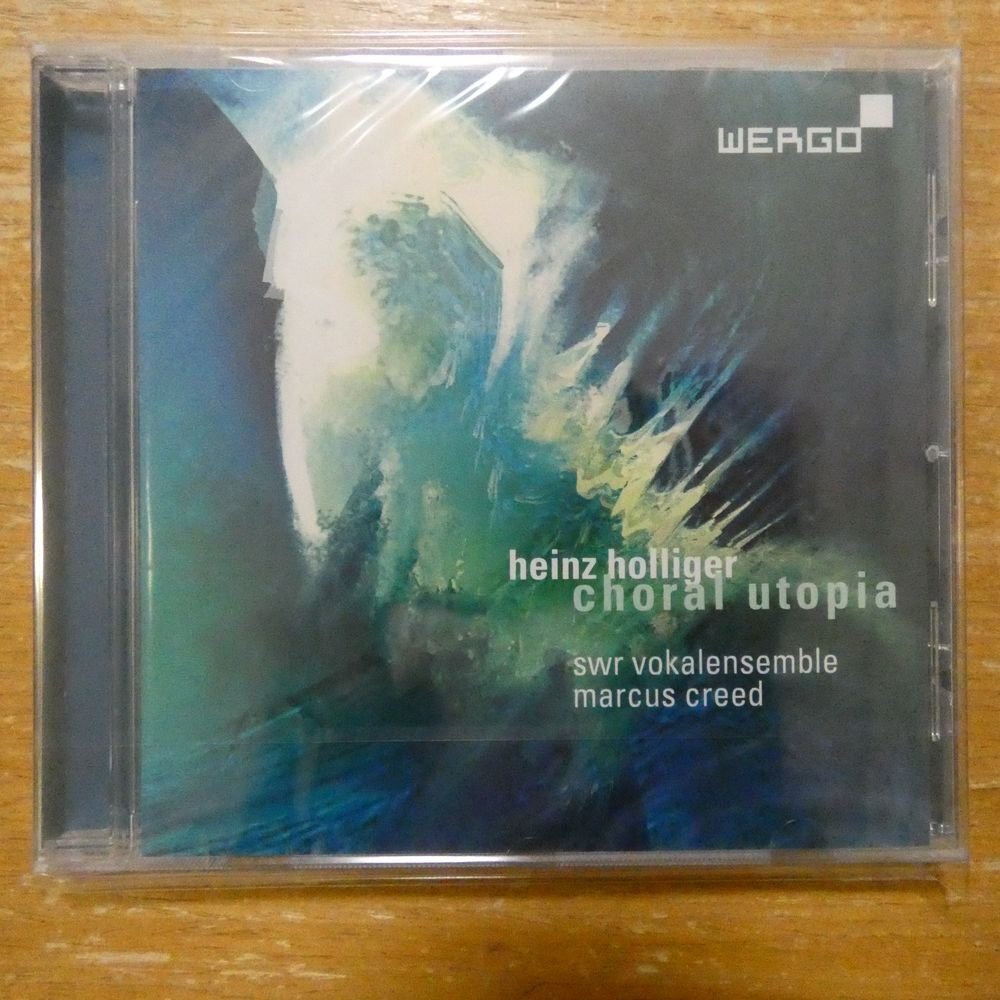 WERGO
heinz holliger
choral utopia
swr vokalensemble
marcus creed